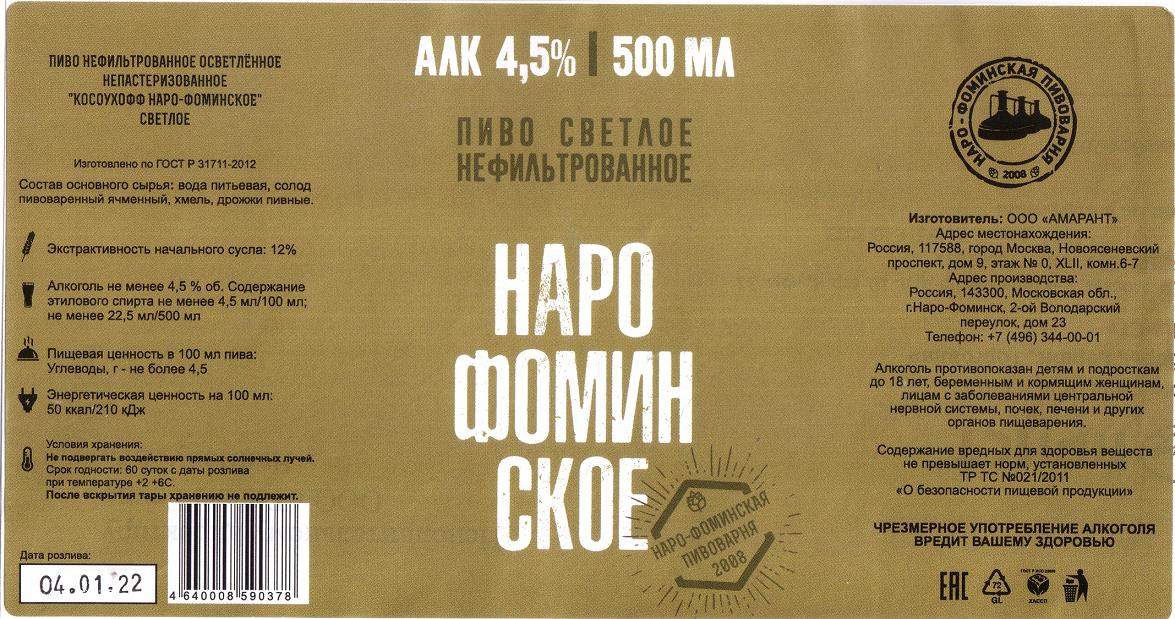 ПИВО НЕФИЛЬТРОВАННОЕ ОСВЕТЛЁННОЕ
НЕПАСТЕРИЗОВАННОЕ
"КОСОУХОФФ НАРО-ФОМИНСКОЕ"
СВЕТЛОЕ
Изготовлено по ГОСТ Р 31711-2012
Состав основного сырья: вода питьевая, солод
пивоваренный ячменный, хмель, дрожжи пивные.
Экстрактивность начального сусла: 12%
Алкоголь не менее 4,5 % об. Содержание
этилового спирта не менее 4,5 мл/100 мл;
не менее 22,5 мл/500 мл
Пищевая ценность в 100 мл пива:
Углеводы, г - не более 4,5
Энергетическая ценность на 100 мл:
50 ккал/210 кДж
Условия хранения:
Не подвергать воздействию прямых солнечных лучей.
Срок годности: 60 суток с даты розлива
при температуре +2 +6С.
После вскрытия тары хранению не подлежит.
Дата розлива:
04.01.22
4 640008 590378
АЛК 4,5% | 500 МЛ
ПИВО СВЕТЛОЕ
НЕФИЛЬТРОВАННОЕ
НАРО
ФОМИН
СКОЕ
НАРО-ФОМИНСКАЯ
ПИВОВАРНЯ
2008
НАРО-ФОМИНСКАЯ ПИВОВАРНЯ
2008
Изготовитель: ООО «АМАРАНТ»
Адрес местонахождения:
Россия, 117588, город Москва, Новоясеневский
проспект, дом 9, этаж № 0, XLII, комн.6-7
Адрес производства:
Россия, 143300, Московская обл.,
г.Наро-Фоминск, 2-ой Володарский
переулок, дом 23
Телефон: +7 (496) 344-00-01
Алкоголь противопоказан детям и подросткам
до 18 лет, беременным и кормящим женщинам,
лицам с заболеваниями центральной
нервной системы, почек, печени и других
органов пищеварения.
Содержание вредных для здоровья веществ
не превышает норм, установленных
ТР ТС №021/2011
«О безопасности пищевой продукции»
ЧРЕЗМЕРНОЕ УПОТРЕБЛЕНИЕ АЛКОГОЛЯ
ВРЕДИТ ВАШЕМУ ЗДОРОВЬЮ
ЕАС
72
GL
ХАССП